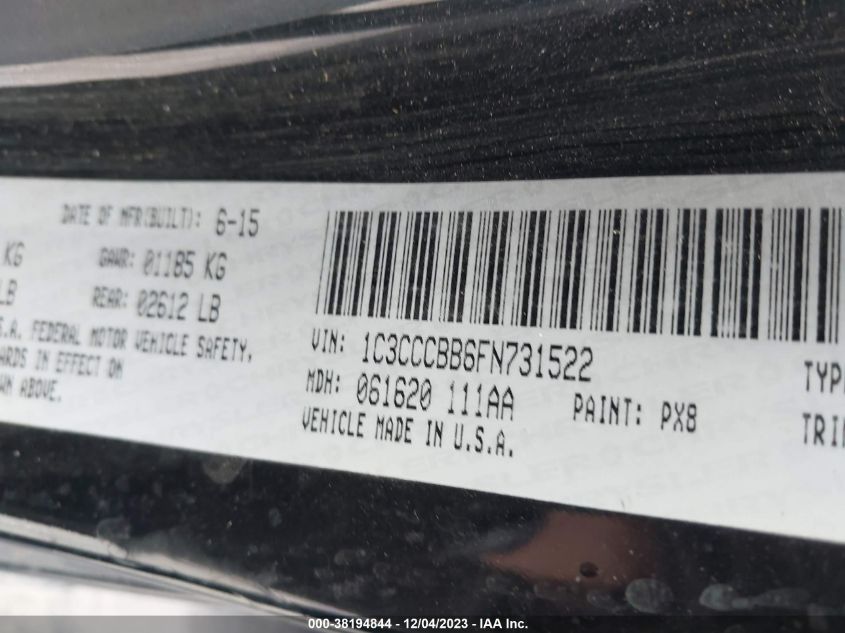 DATE OF MFR(BUILT): 6-15
KG GAWR: 01185 KG
LB REAR: 02612 LB
S.A. FEDERAL MOTOR VEHICLE SAFETY,
ARDS IN EFFECT ON
WN ABOVE.
VIN: 1C3CCCBB6FN731522
TYP
MDH: 061620 111AA PAINT: PX8
TRI
VEHICLE MADE IN U.S.A.
000-38194844 - 12/04/2023 - IAA Inc.